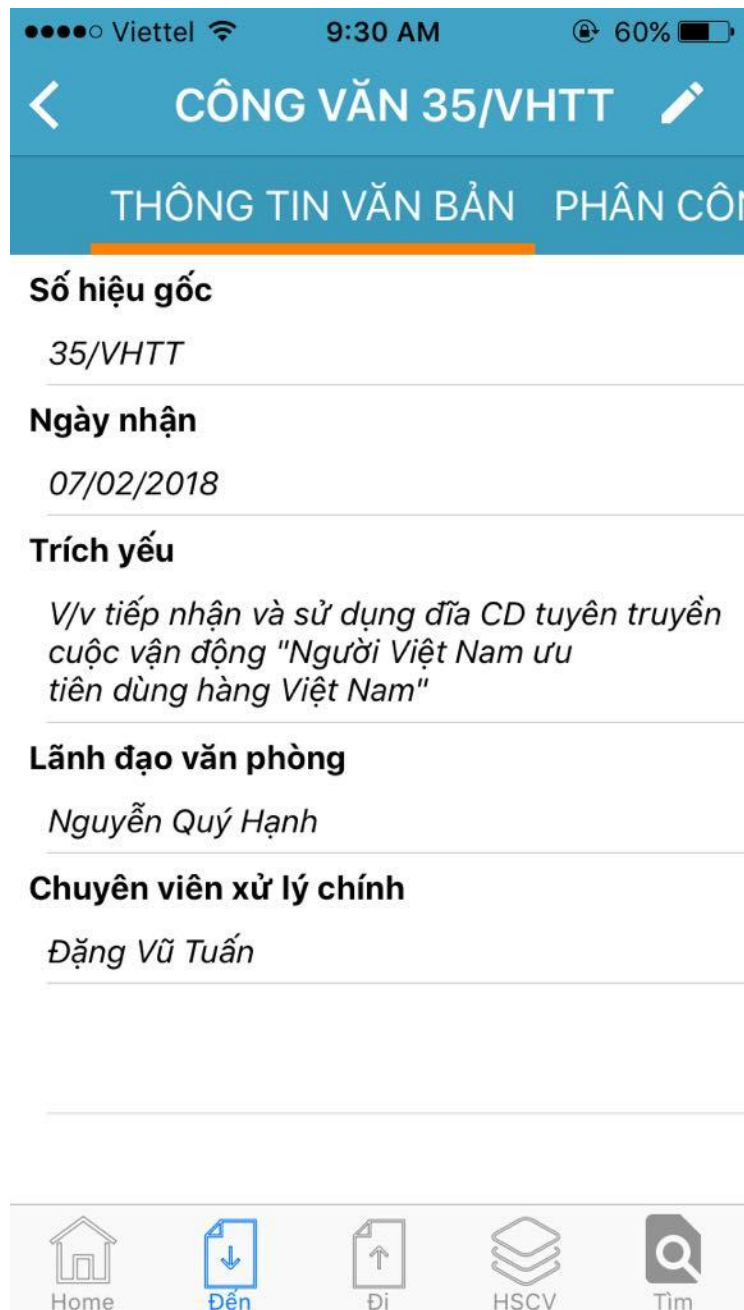 Viettel 9:30 AM 60%
CÔNG VĂN 35/VHTT
THÔNG TIN VĂN BẢN PHÂN CÔN
Số hiệu gốc
35/VHTT
Ngày nhận
07/02/2018
Trích yếu
V/v tiếp nhận và sử dụng đĩa CD tuyên truyền
cuộc vận động "Người Việt Nam ưu
tiên dùng hàng Việt Nam"
Lãnh đạo văn phòng
Nguyễn Quý Hạnh
Chuyên viên xử lý chính
Đặng Vũ Tuấn
Home Đến Đi HSCV Tìm